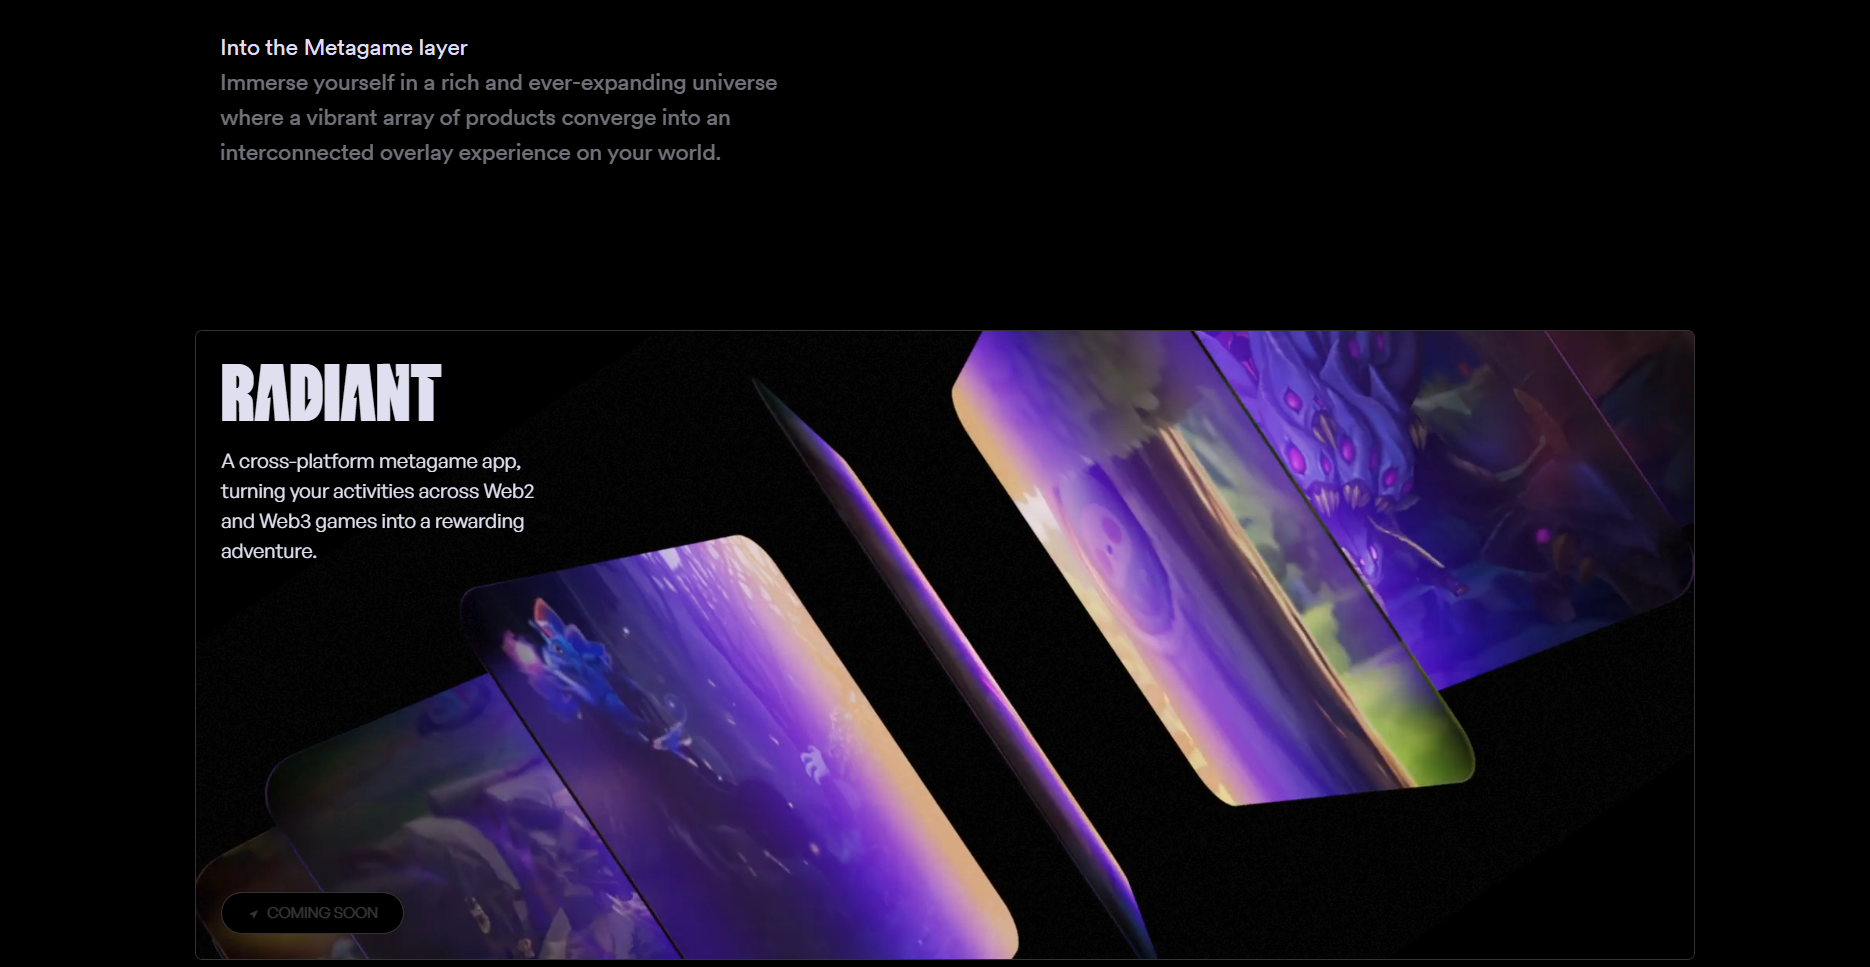 Into the Metagame layer
Immerse yourself in a rich and ever-expanding universe
where a vibrant array of products converge into an
interconnected overlay experience on your world.
RADIANT
A cross-platform metagame app,
turning your activities across Web2
and Web3 games into a rewarding
adventure.
COMING SOON